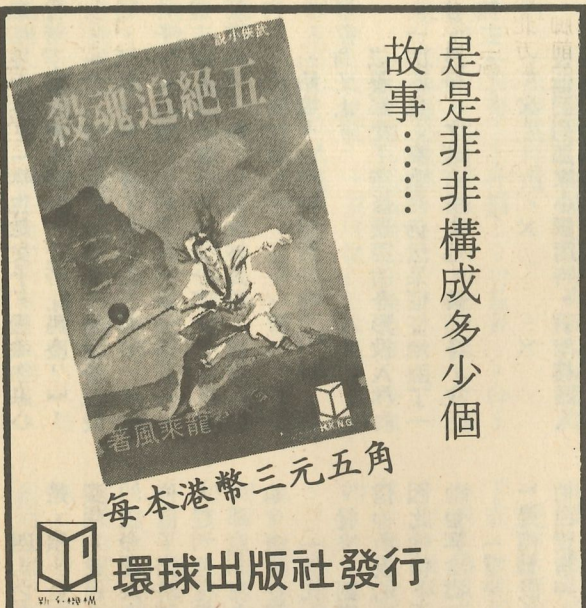 是是非非構成多少個
故事⋯⋯
武俠小說
五絕追魂殺
龍乘風著
H.K.N.G.
每本港幣三元五角
環球出版社發行